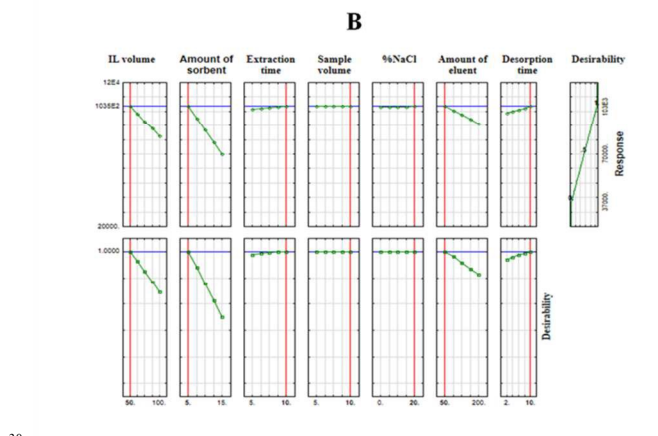 B
IL volume Amount of sorbent Extraction time Sample volume %NaCl Amount of eluent Desorption time Desirability
12E4
1036E2
20000.
103E3
70000.
37000.
Response
1.0000
Desirability
50. 100. 5. 15. 5. 10. 5. 10. 0. 20. 50. 200. 2. 10.